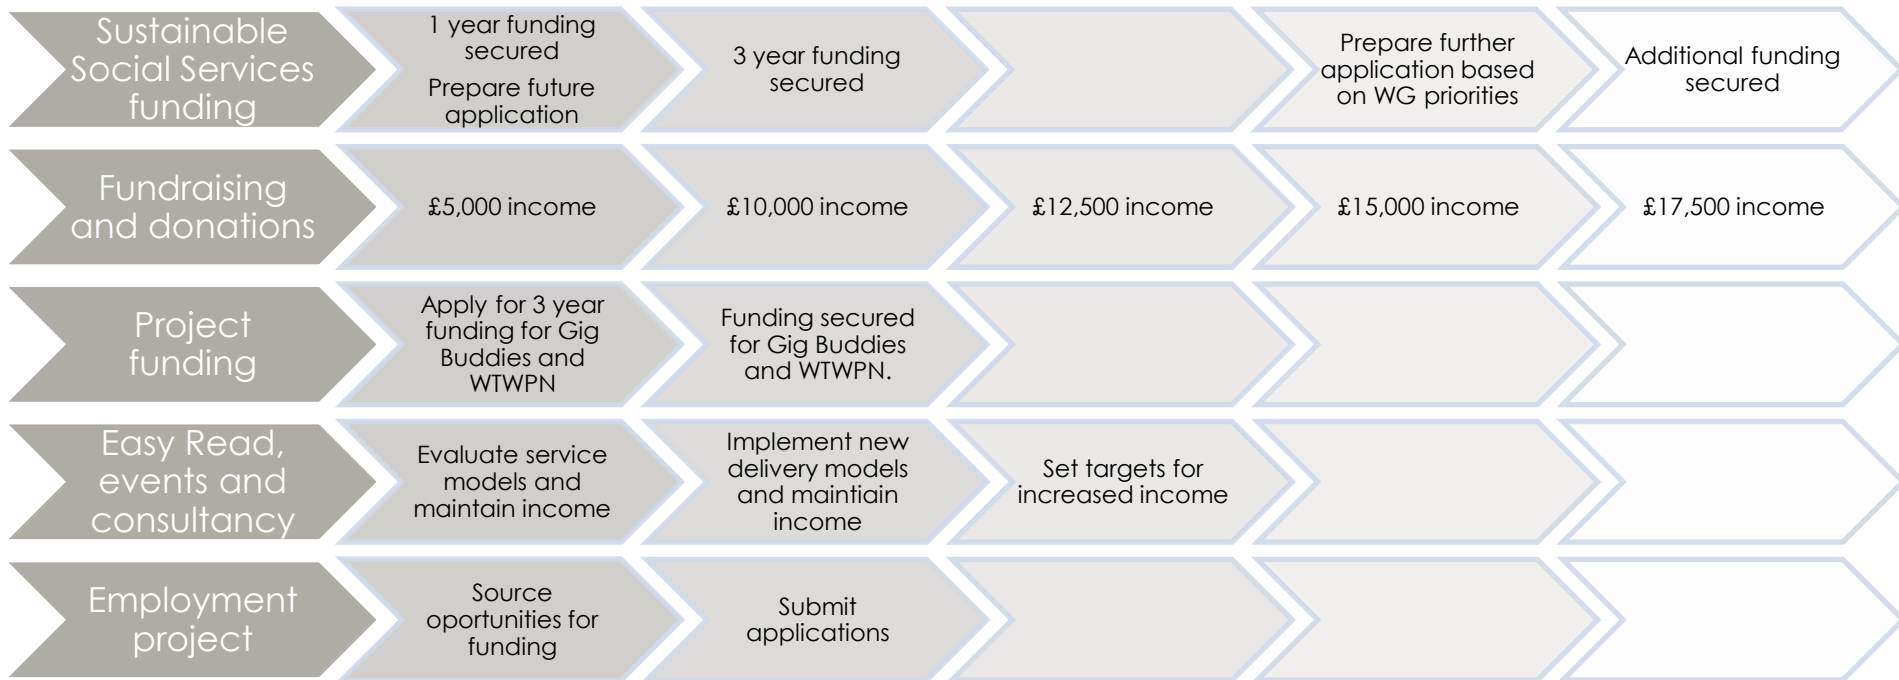 Sustainable
Social Services
funding
1 year funding
secured
Prepare future
application
3 year funding
secured
Prepare further
application based
on WG priorities
Additional funding
secured
Fundraising
and donations
£5,000 income
£10,000 income
£12,500 income
£15,000 income
£17,500 income
Project
funding
Apply for 3 year
funding for Gig
Buddies and
WTWPN
Funding secured
for Gig Buddies
and WTWPN.
Easy Read,
events and
consultancy
Evaluate service
models and
maintain income
Implement new
delivery models
and maintiain
income
Set targets for
increased income
Employment
project
Source
oportunities for
funding
Submit
applications